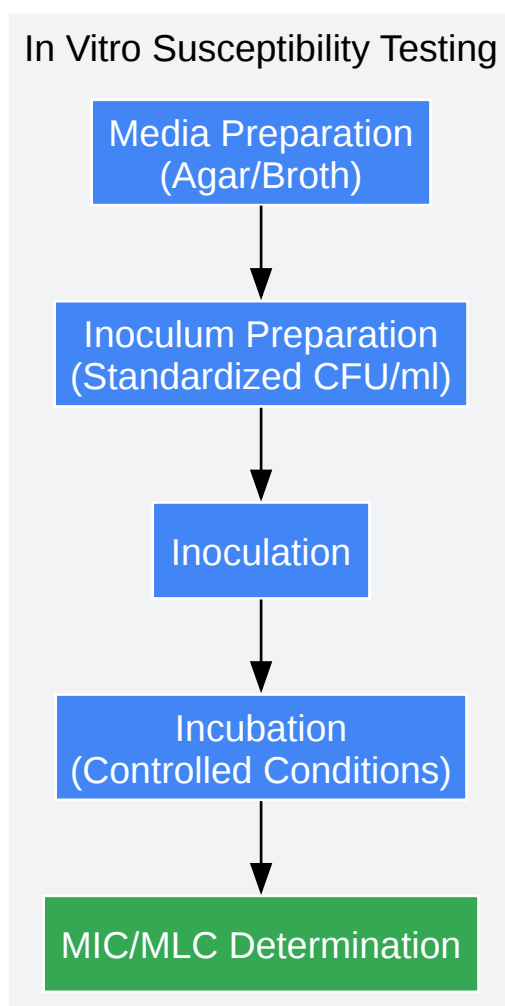 In Vitro Susceptibility Testing
Media Preparation
(Agar/Broth)
Inoculum Preparation
(Standardized CFU/ml)
Inoculation
Incubation
(Controlled Conditions)
MIC/MLC Determination